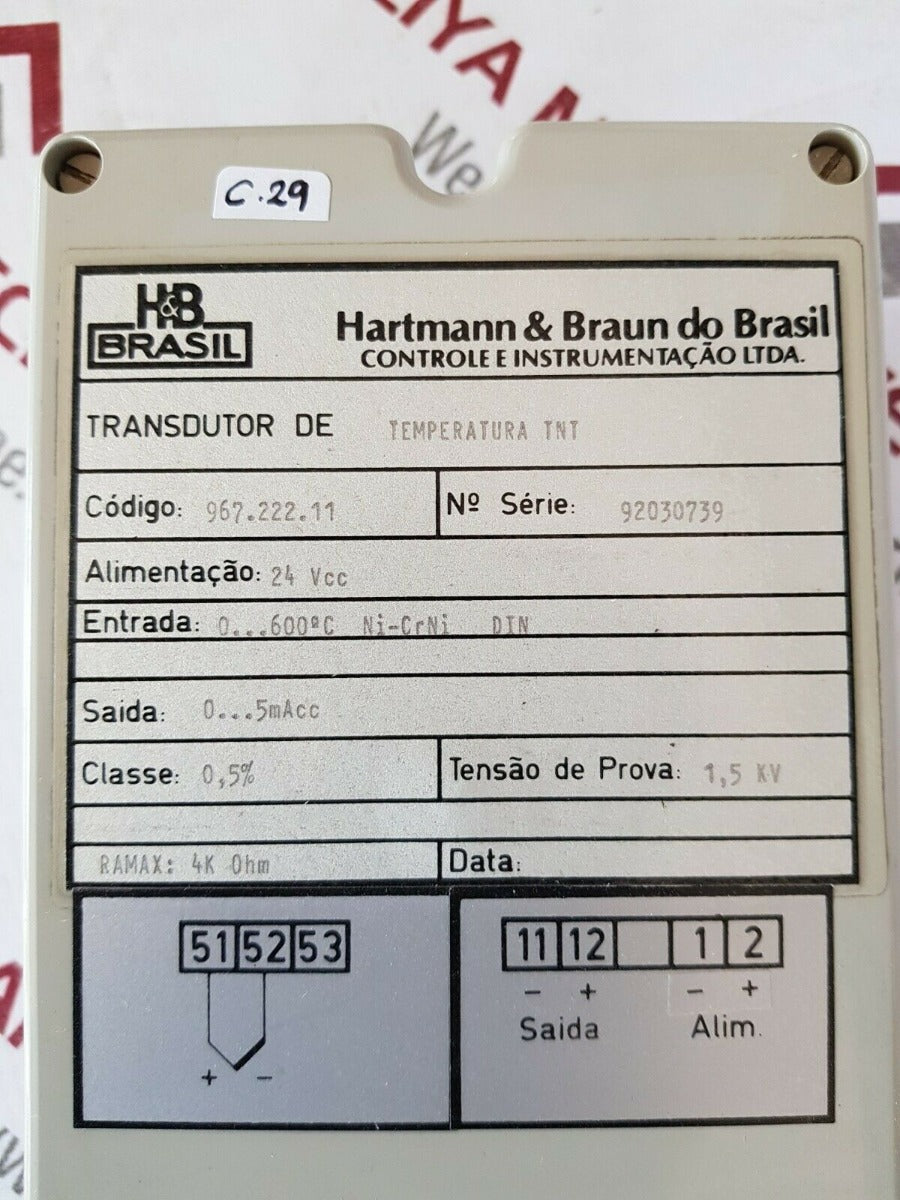 IYA
We
C.29
H&B
BRASIL
Hartmann & Braun do Brasil
CONTROLE E INSTRUMENTAÇÃO LTDA.
TRANSDUTOR DE TEMPERATURA TNT
Código: 967.222.11 Nº Série: 92030739
Alimentação: 24 Vcc
Entrada: 0...600ºC Ni-CrNi DIN
Saida: 0...5mAcc
Classe: 0,5% Tensão de Prova: 1,5 KV
RAMAX: 4K Ohm Data:
51 52 53 11 12 1 2
- + - +
Saida Alim.
+ -